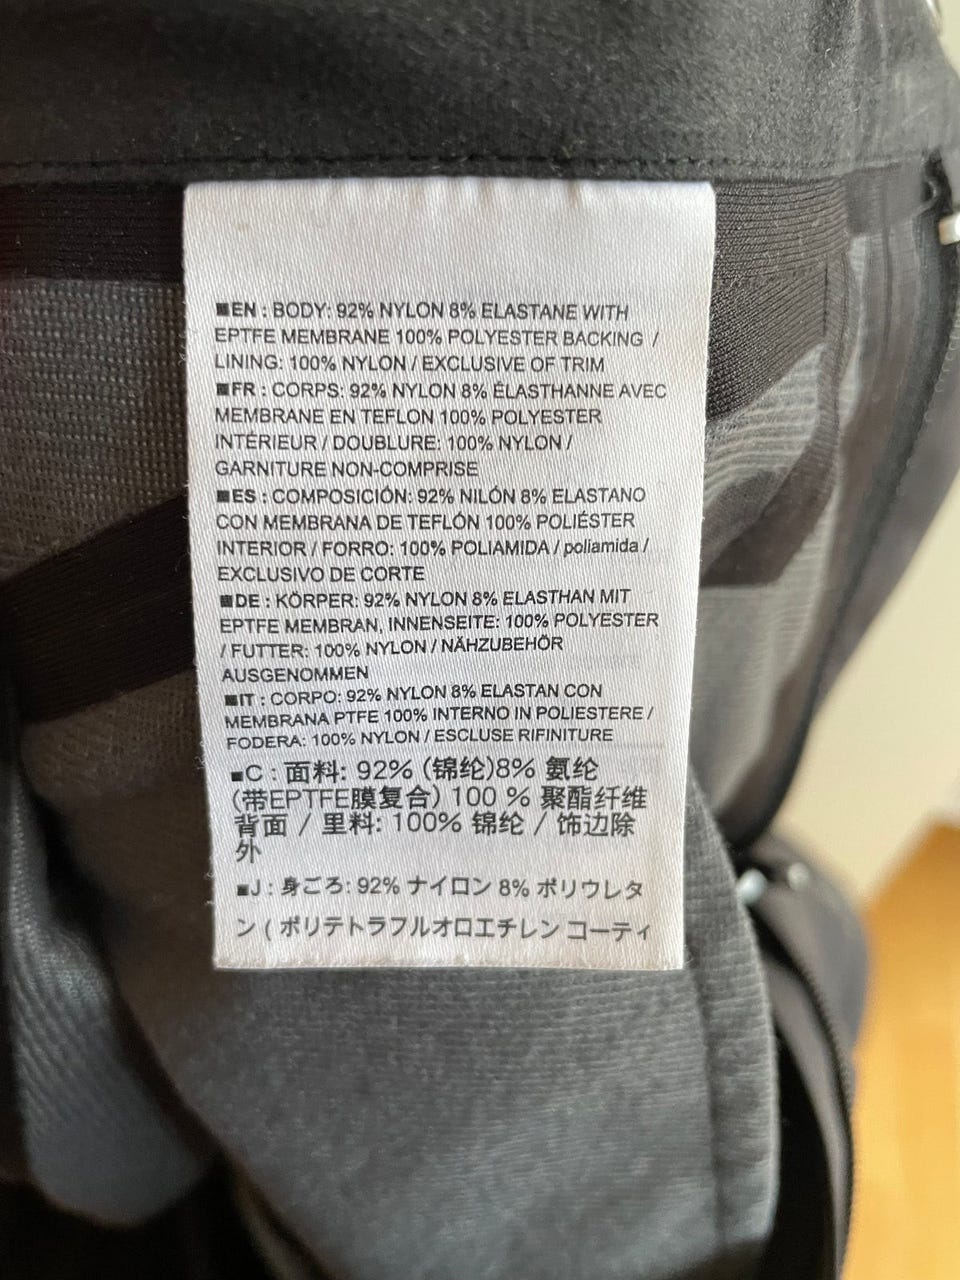 ■EN : BODY: 92% NYLON 8% ELASTANE WITH
EPTFE MEMBRANE 100% POLYESTER BACKING /
LINING: 100% NYLON / EXCLUSIVE OF TRIM
■FR : CORPS: 92% NYLON 8% ÉLASTHANNE AVEC
MEMBRANE EN TEFLON 100% POLYESTER
INTÉRIEUR / DOUBLURE: 100% NYLON /
GARNITURE NON-COMPRISE
■ES : COMPOSICIÓN: 92% NILÓN 8% ELASTANO
CON MEMBRANA DE TEFLÓN 100% POLIÉSTER
INTERIOR / FORRO: 100% POLIAMIDA / poliamida /
EXCLUSIVO DE CORTE
■DE : KÖRPER: 92% NYLON 8% ELASTHAN MIT
EPTFE MEMBRAN, INNENSEITE: 100% POLYESTER
/ FUTTER: 100% NYLON / NÄHZUBEHÖR
AUSGENOMMEN
■IT : CORPO: 92% NYLON 8% ELASTAN CON
MEMBRANA PTFE 100% INTERNO IN POLIESTERE /
FODERA: 100% NYLON / ESCLUSE RIFINITURE
■C : 面料: 92% (锦纶)8% 氨纶
(带EPTFE膜复合) 100 % 聚酯纤维
背面 / 里料: 100% 锦纶 / 饰边除
外
■J : 身ごろ: 92% ナイロン 8% ポリウレタ
ン ( ポリテトラフルオロエチレン コーティ